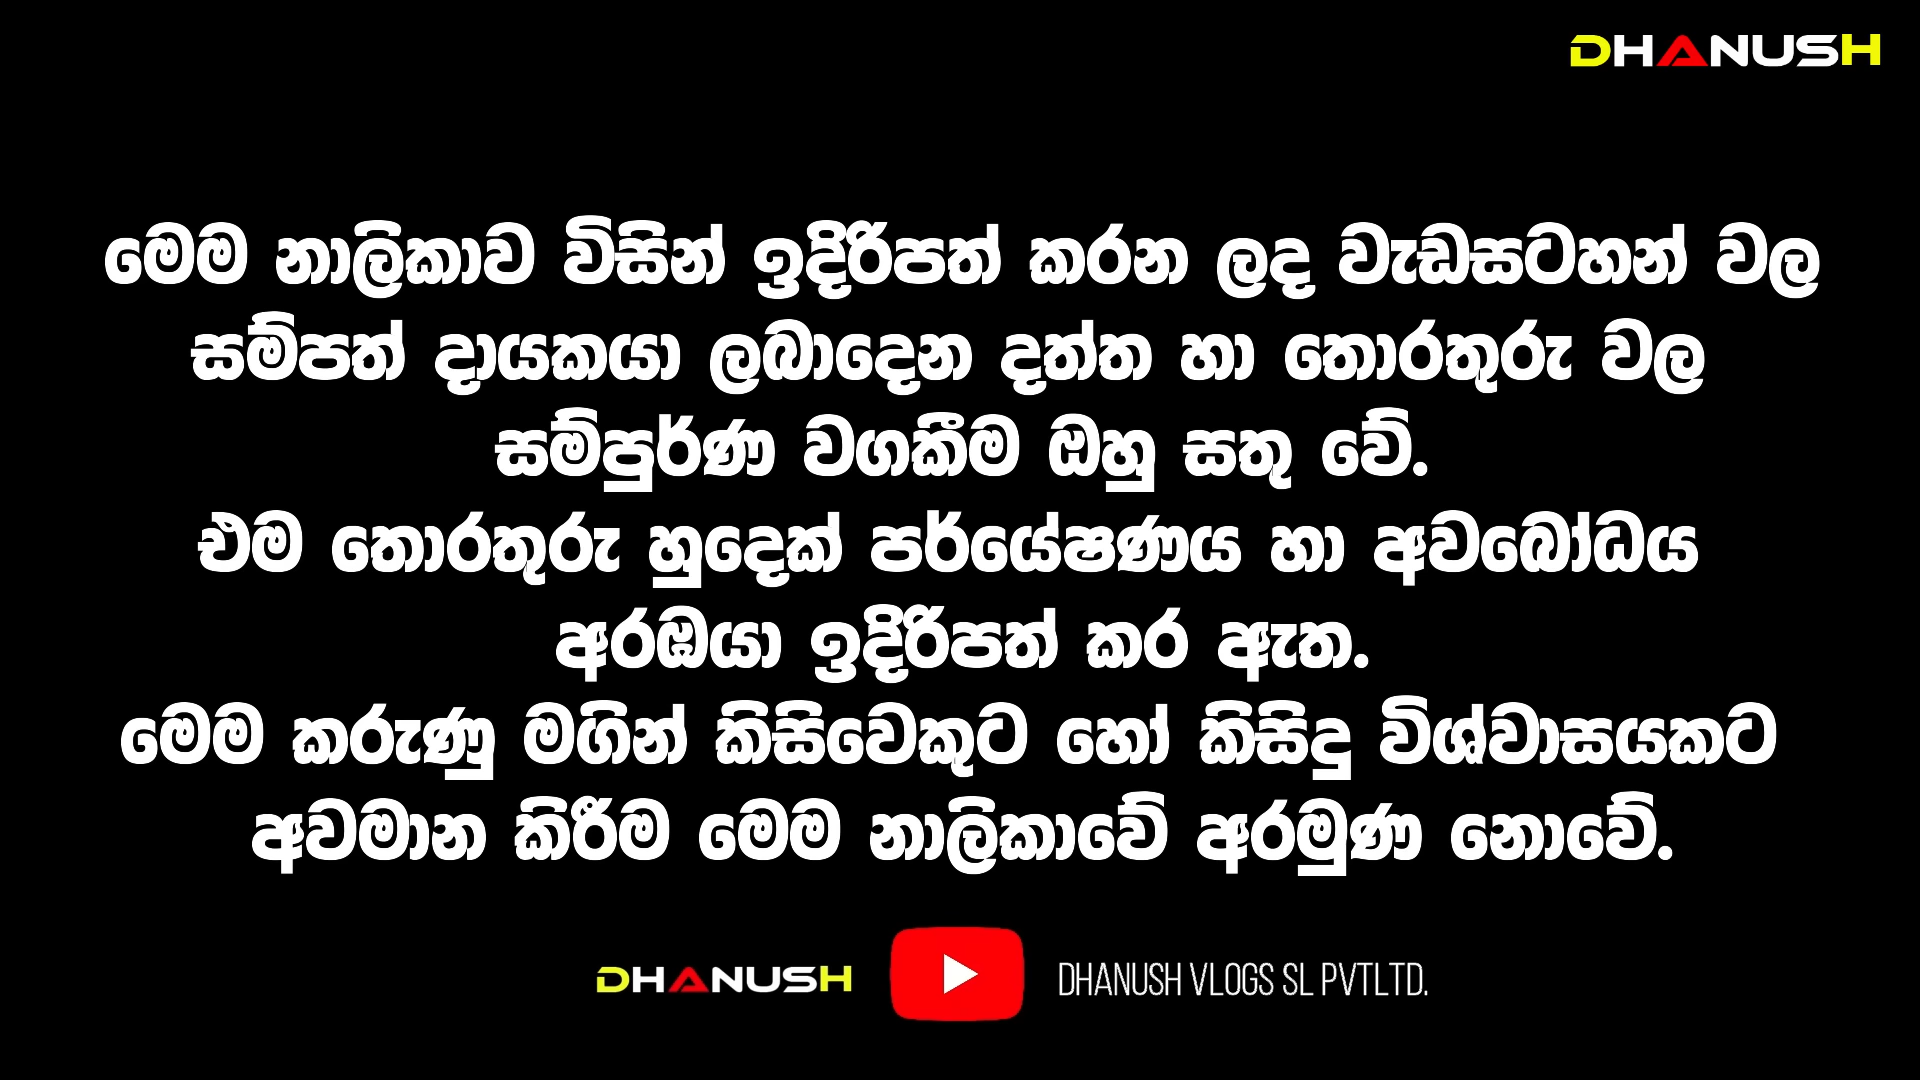 DHANUSH
මෙම නාලිකාව විසින් ඉදිරිපත් කරන ලද වැඩසටහන් වල
සම්පත් දායකයා ලබාදෙන දත්ත හා තොරතුරු වල
සම්පුර්ණ වගකීම ඔහු සතු වේ.
එම තොරතුරු හුදෙක් පර්යේෂණය හා අවබෝධය
අරඹයා ඉදිරිපත් කර ඇත.
මෙම කරුණු මගින් කිසිවෙකුට හෝ කිසිදු විශ්වාසයකට
අවමාන කිරීම මෙම නාලිකාවේ අරමුණ නොවේ.
DHANUSH DHANUSH VLOGS SL PVTLTD.